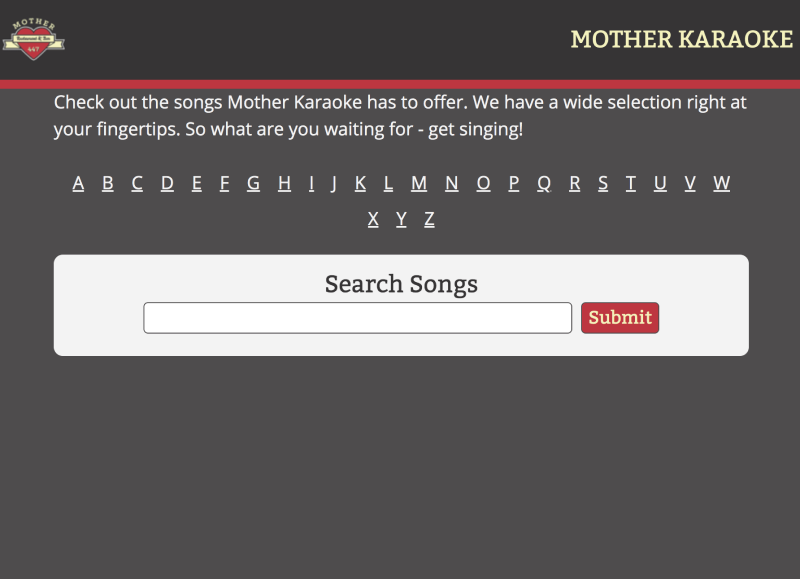 MOTHER
Restaurant & Bar
447
MOTHER KARAOKE
Check out the songs Mother Karaoke has to offer. We have a wide selection right at
your fingertips. So what are you waiting for - get singing!
A B C D E F G H I J K L M N O P Q R S T U V W
X Y Z
Search Songs
Submit